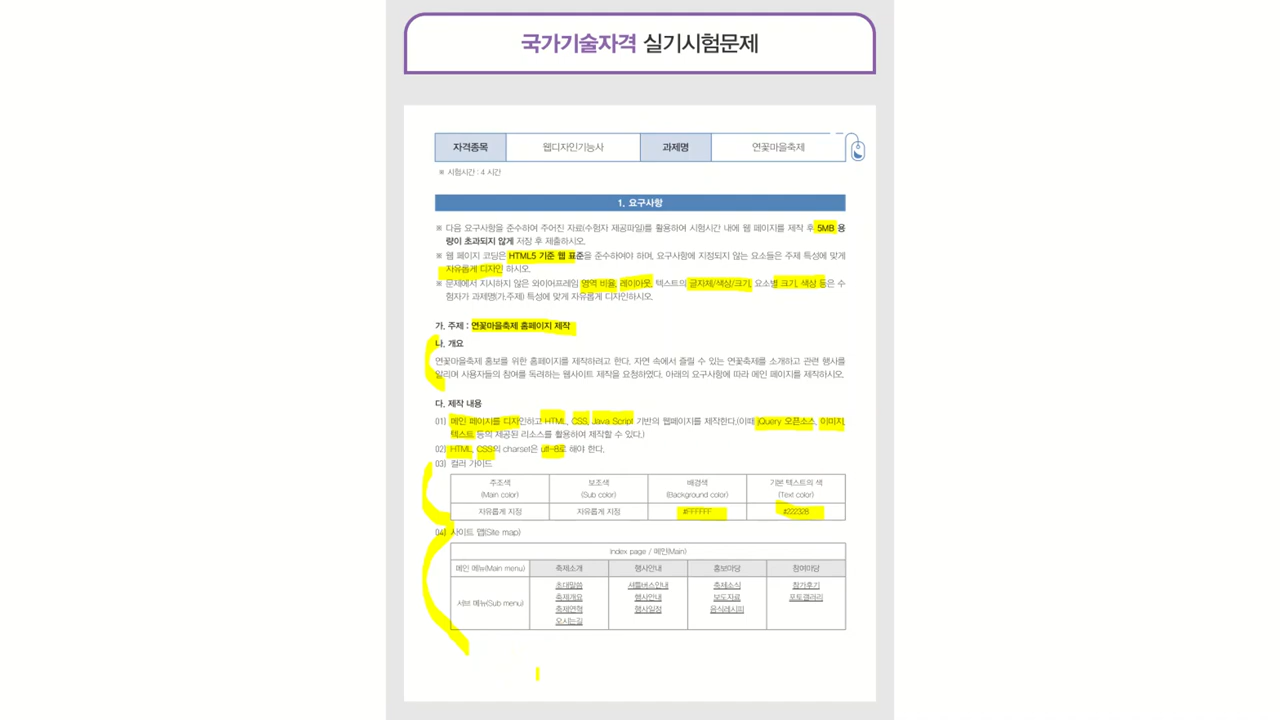 국가기술자격 실기시험문제
자격종목 웹디자인기능사 과제명 연꽃마을축제
※ 시험시간 : 4 시간
1. 요구사항
※ 다음 요구사항을 준수하여 주어진 자료(수험자 제공파일)를 활용하여 시험시간 내에 웹 페이지를 제작 후 5MB 용
량이 초과되지 않게 저장 후 제출하시오.
※ 웹 페이지 코딩은 HTML5 기준 웹 표준을 준수하여야 하며, 요구사항에 지정되지 않는 요소들은 주제 특성에 맞게
자유롭게 디자인 하시오.
※ 문제에서 지시하지 않은 와이어프레임 영역 비율, 레이아웃, 텍스트의 글자체/색상/크기, 요소별 크기, 색상 등은 수
험자가 과제명(가.주제) 특성에 맞게 자유롭게 디자인하시오.
가. 주제 : 연꽃마을축제 홈페이지 제작
나. 개요
연꽃마을축제 홍보를 위한 홈페이지를 제작하려고 한다. 자연 속에서 즐길 수 있는 연꽃축제를 소개하고 관련 행사를
알리며 사용자들의 참여를 독려하는 웹사이트 제작을 요청하였다. 아래의 요구사항에 따라 메인 페이지를 제작하시오.
다. 제작 내용
01) 메인 페이지를 디자인하고 HTML, CSS, Java Script 기반의 웹페이지를 제작한다.(이때 jQuery 오픈소스, 이미지,
텍스트 등의 제공된 리소스를 활용하여 제작할 수 있다.)
02) HTML, CSS의 charset은 utf-8로 해야 한다.
03) 컬러 가이드
주조색 보조색 배경색 기본 텍스트의 색
(Main color) (Sub color) (Background color) (Text color)
자유롭게 지정 자유롭게 지정 #FFFFFF #222328
04) 사이트 맵(Site map)
Index page / 메인(Main)
메인 메뉴(Main menu) 축제소개 행사안내 홍보마당 참여마당
서브 메뉴(Sub menu) 초대말씀 셔틀버스안내 축제소식 참가후기
축제개요 행사안내 보도자료 포토갤러리
축제연혁 행사일정 음식레시피
오시는길